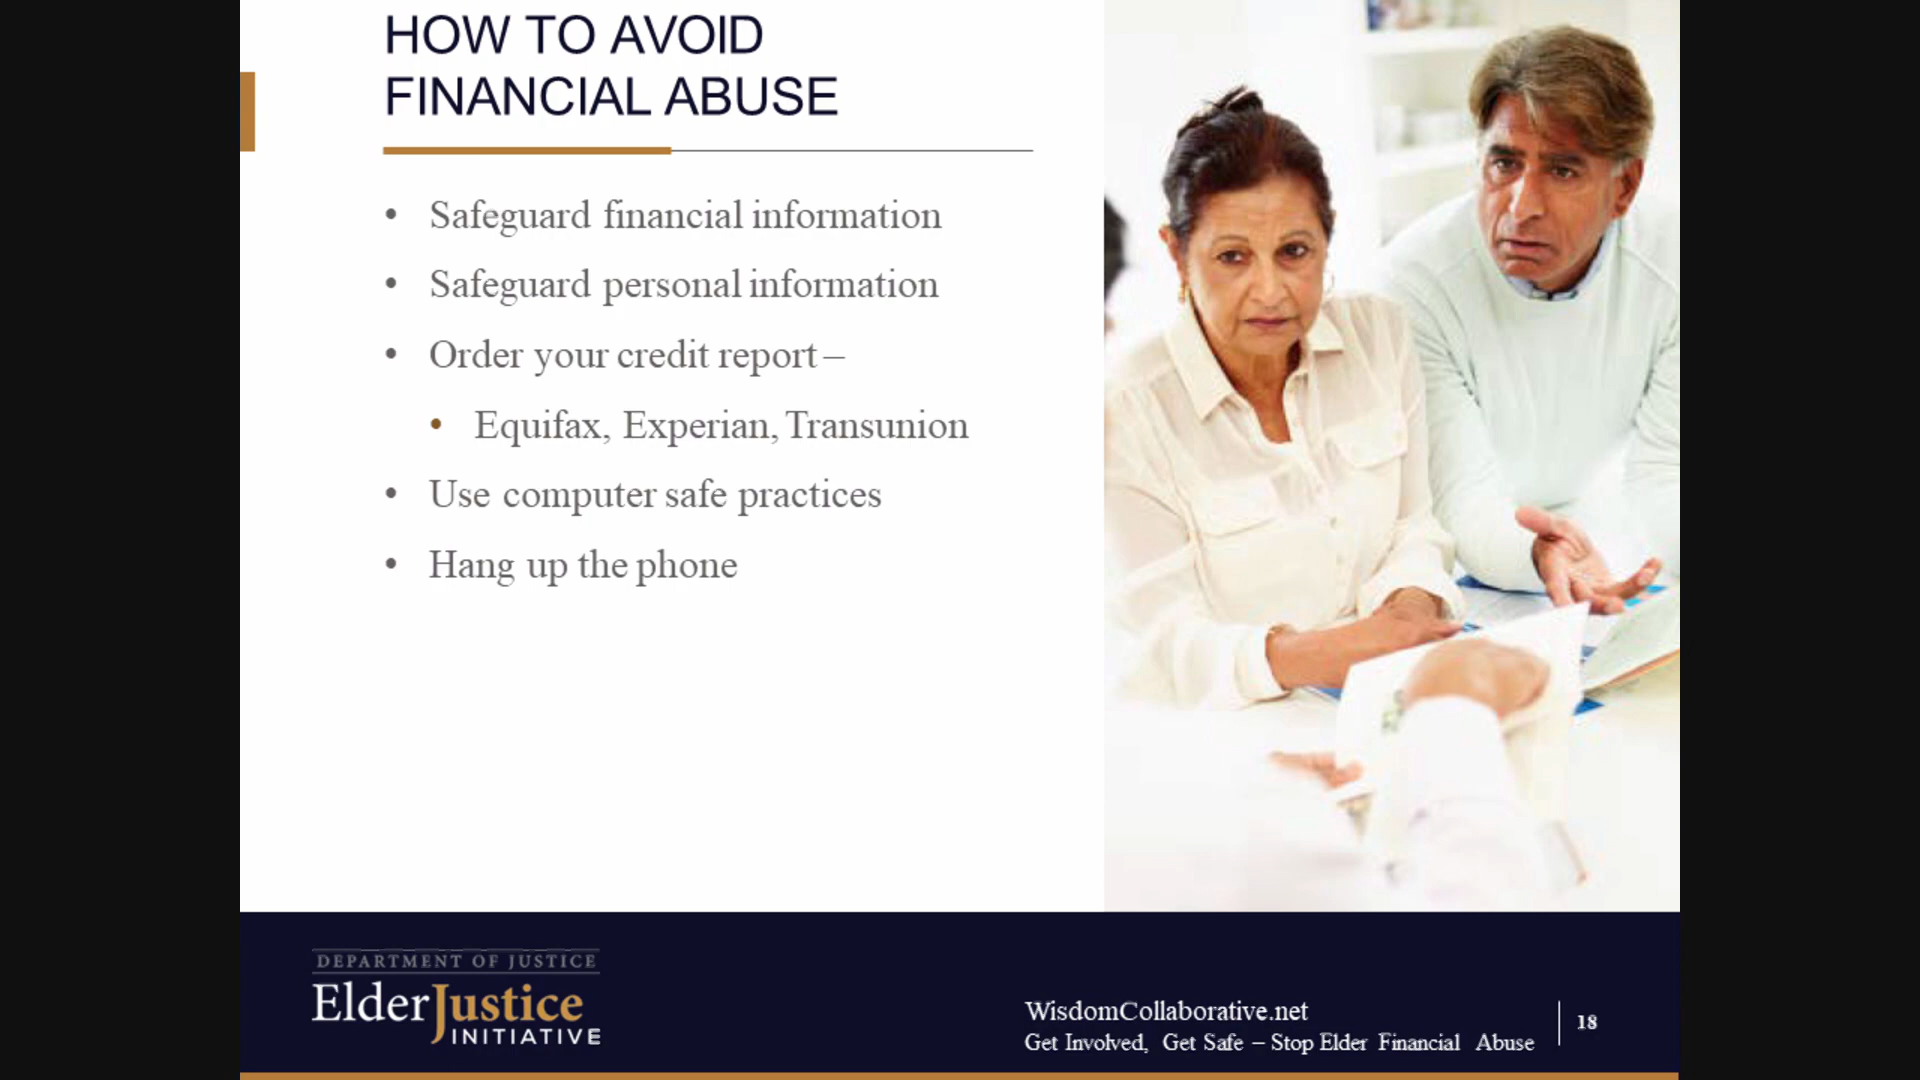 HOW TO AVOID
FINANCIAL ABUSE
• Safeguard financial information
• Safeguard personal information
• Order your credit report –
• Equifax, Experian, Transunion
• Use computer safe practices
• Hang up the phone
DEPARTMENT OF JUSTICE
ElderJustice
INITIATIVE
WisdomCollaborative.net
Get Involved, Get Safe – Stop Elder Financial Abuse
18